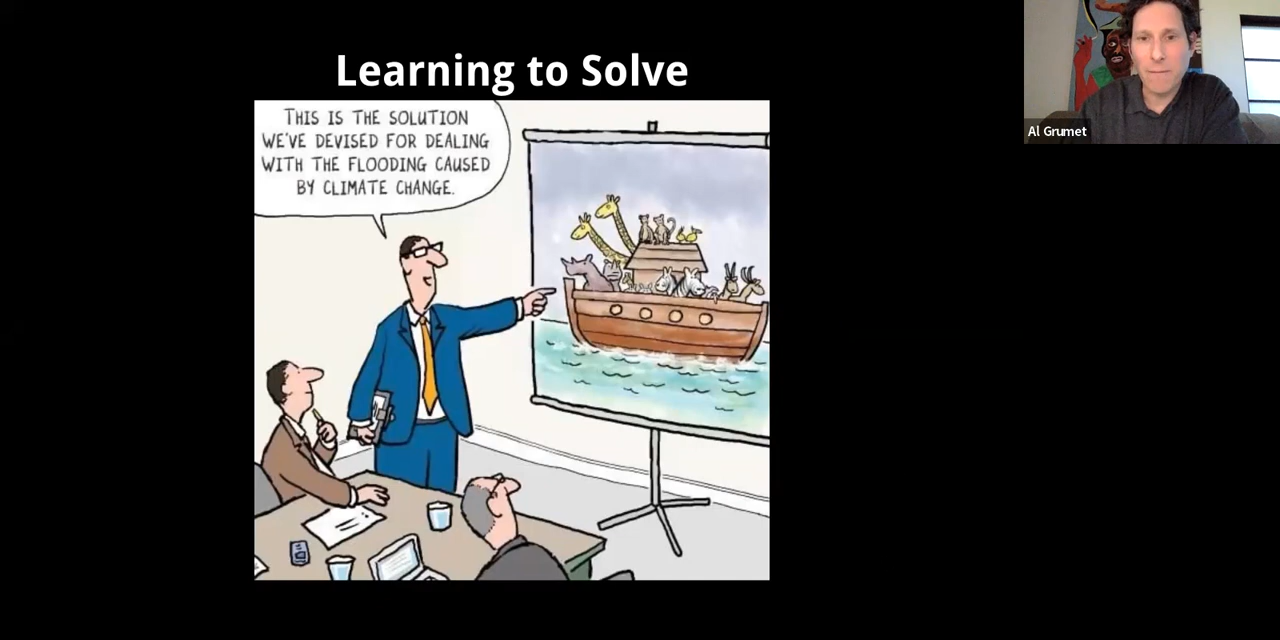 Learning to Solve
THIS IS THE SOLUTION
WE'VE DEVISED FOR DEALING
WITH THE FLOODING CAUSED
BY CLIMATE CHANGE.
Al Grumet